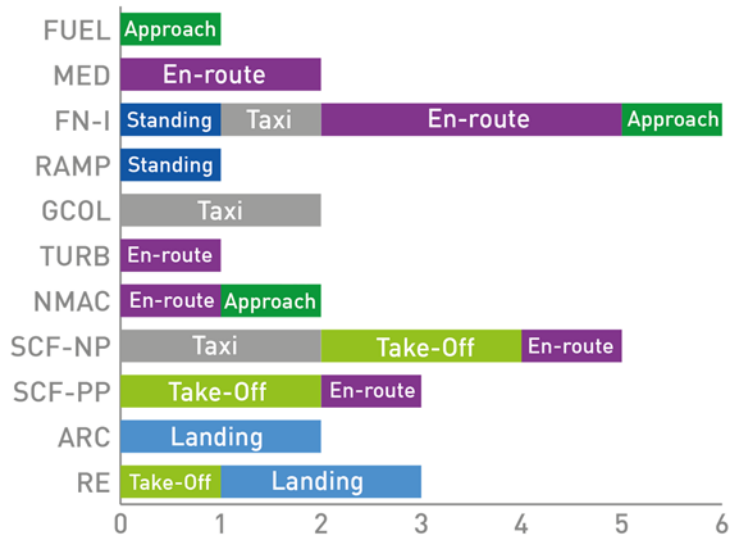 FUEL Approach
MED En-route
FN-I Standing Taxi En-route Approach
RAMP Standing
GCOL Taxi
TURB En-route
NMAC En-route Approach
SCF-NP Taxi Take-Off En-route
SCF-PP Take-Off En-route
ARC Landing
RE Take-Off Landing
0 1 2 3 4 5 6